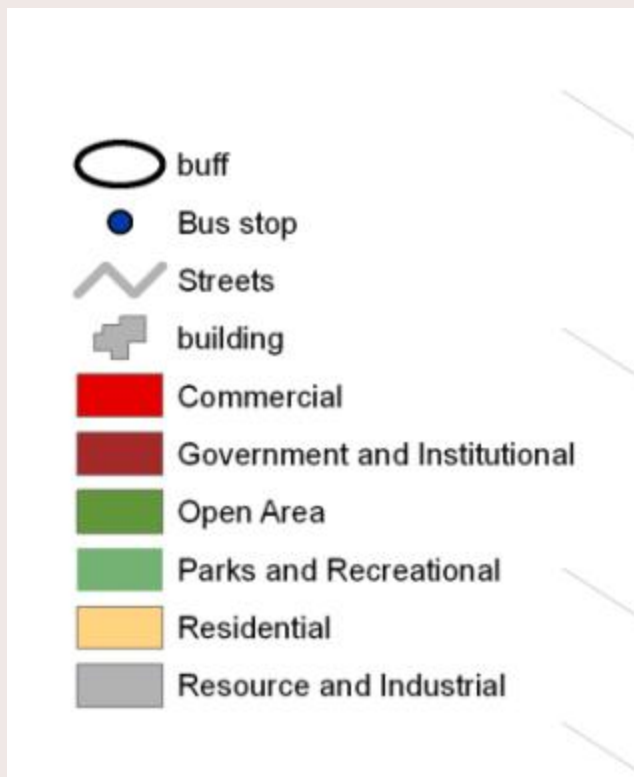 buff
Bus stop
Streets
building
Commercial
Government and Institutional
Open Area
Parks and Recreational
Residential
Resource and Industrial